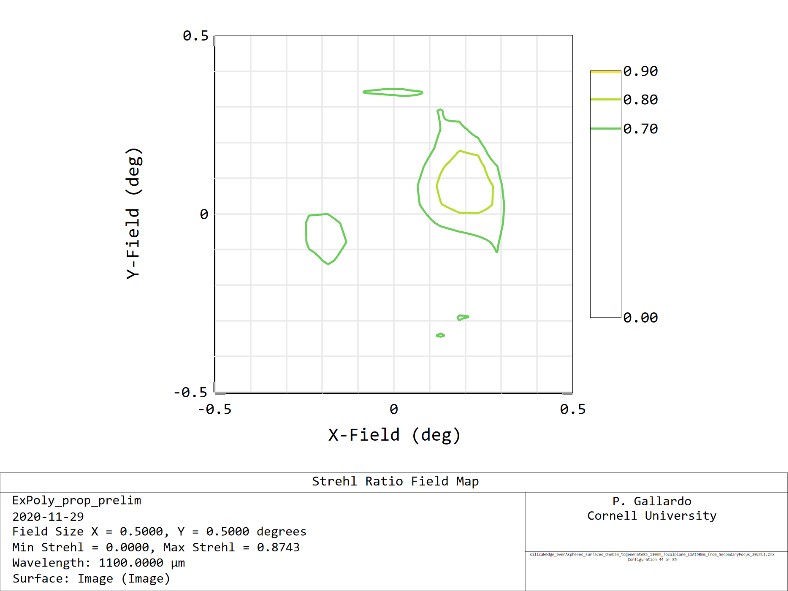 0.5
0
-0.5
-0.5
0
0.5
Y-Field (deg)
X-Field (deg)
0.90
0.80
0.70
0.00
Strehl Ratio Field Map
ExPoly_prop_prelim
2020-11-29
Field Size X = 0.5000, Y = 0.5000 degrees
Min Strehl = 0.0000, Max Strehl = 0.8743
Wavelength: 1100.0000 µm
Surface: Image (Image)
P. Gallardo
Cornell University